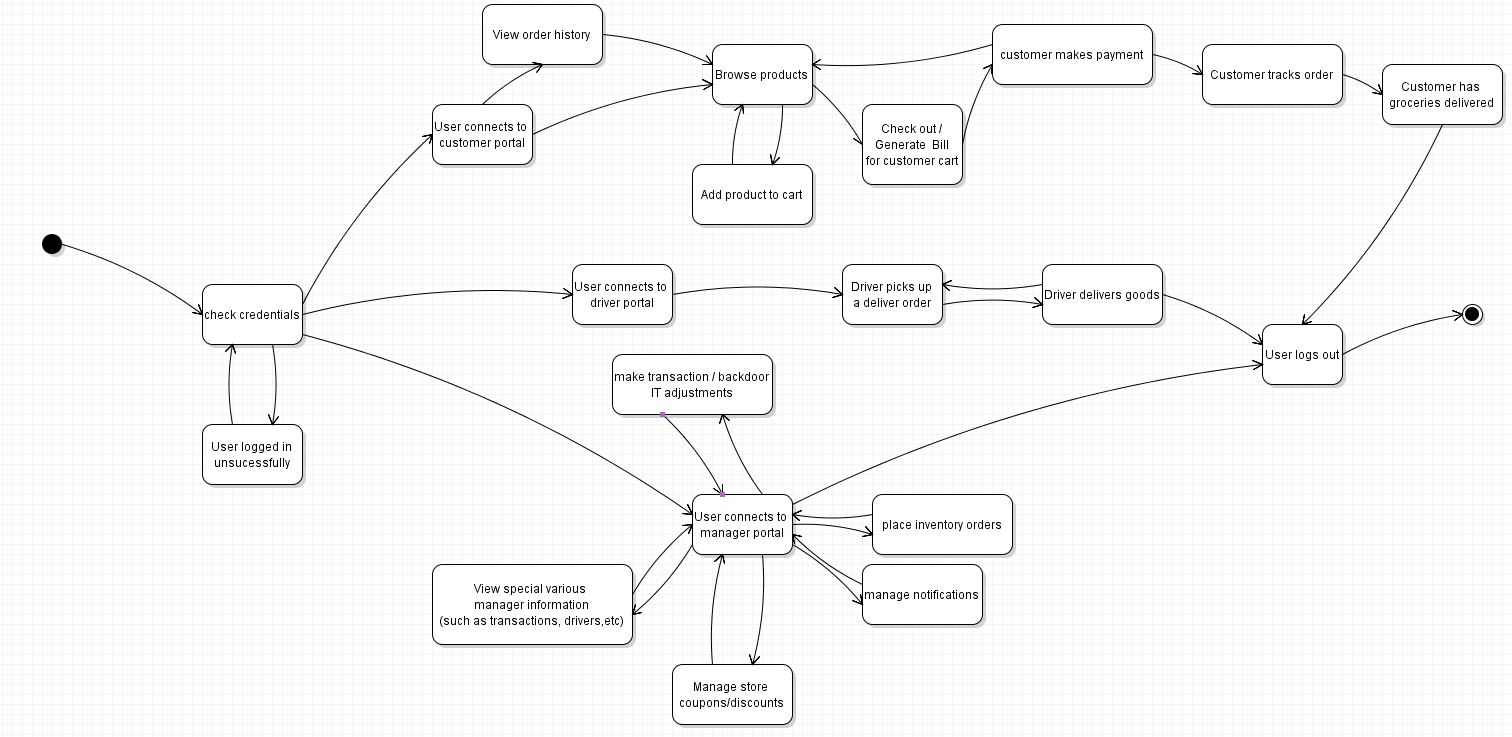 View order history
Browse products
customer makes payment
Customer tracks order
Customer has
groceries delivered
User connects to
customer portal
Check out /
Generate Bill
for customer cart
Add product to cart
check credentials
User connects to
driver portal
Driver picks up
a deliver order
Driver delivers goods
User logs out
make transaction / backdoor
IT adjustments
User logged in
unsucessfully
User connects to
manager portal
place inventory orders
View special various
manager information
(such as transactions, drivers,etc)
manage notifications
Manage store
coupons/discounts